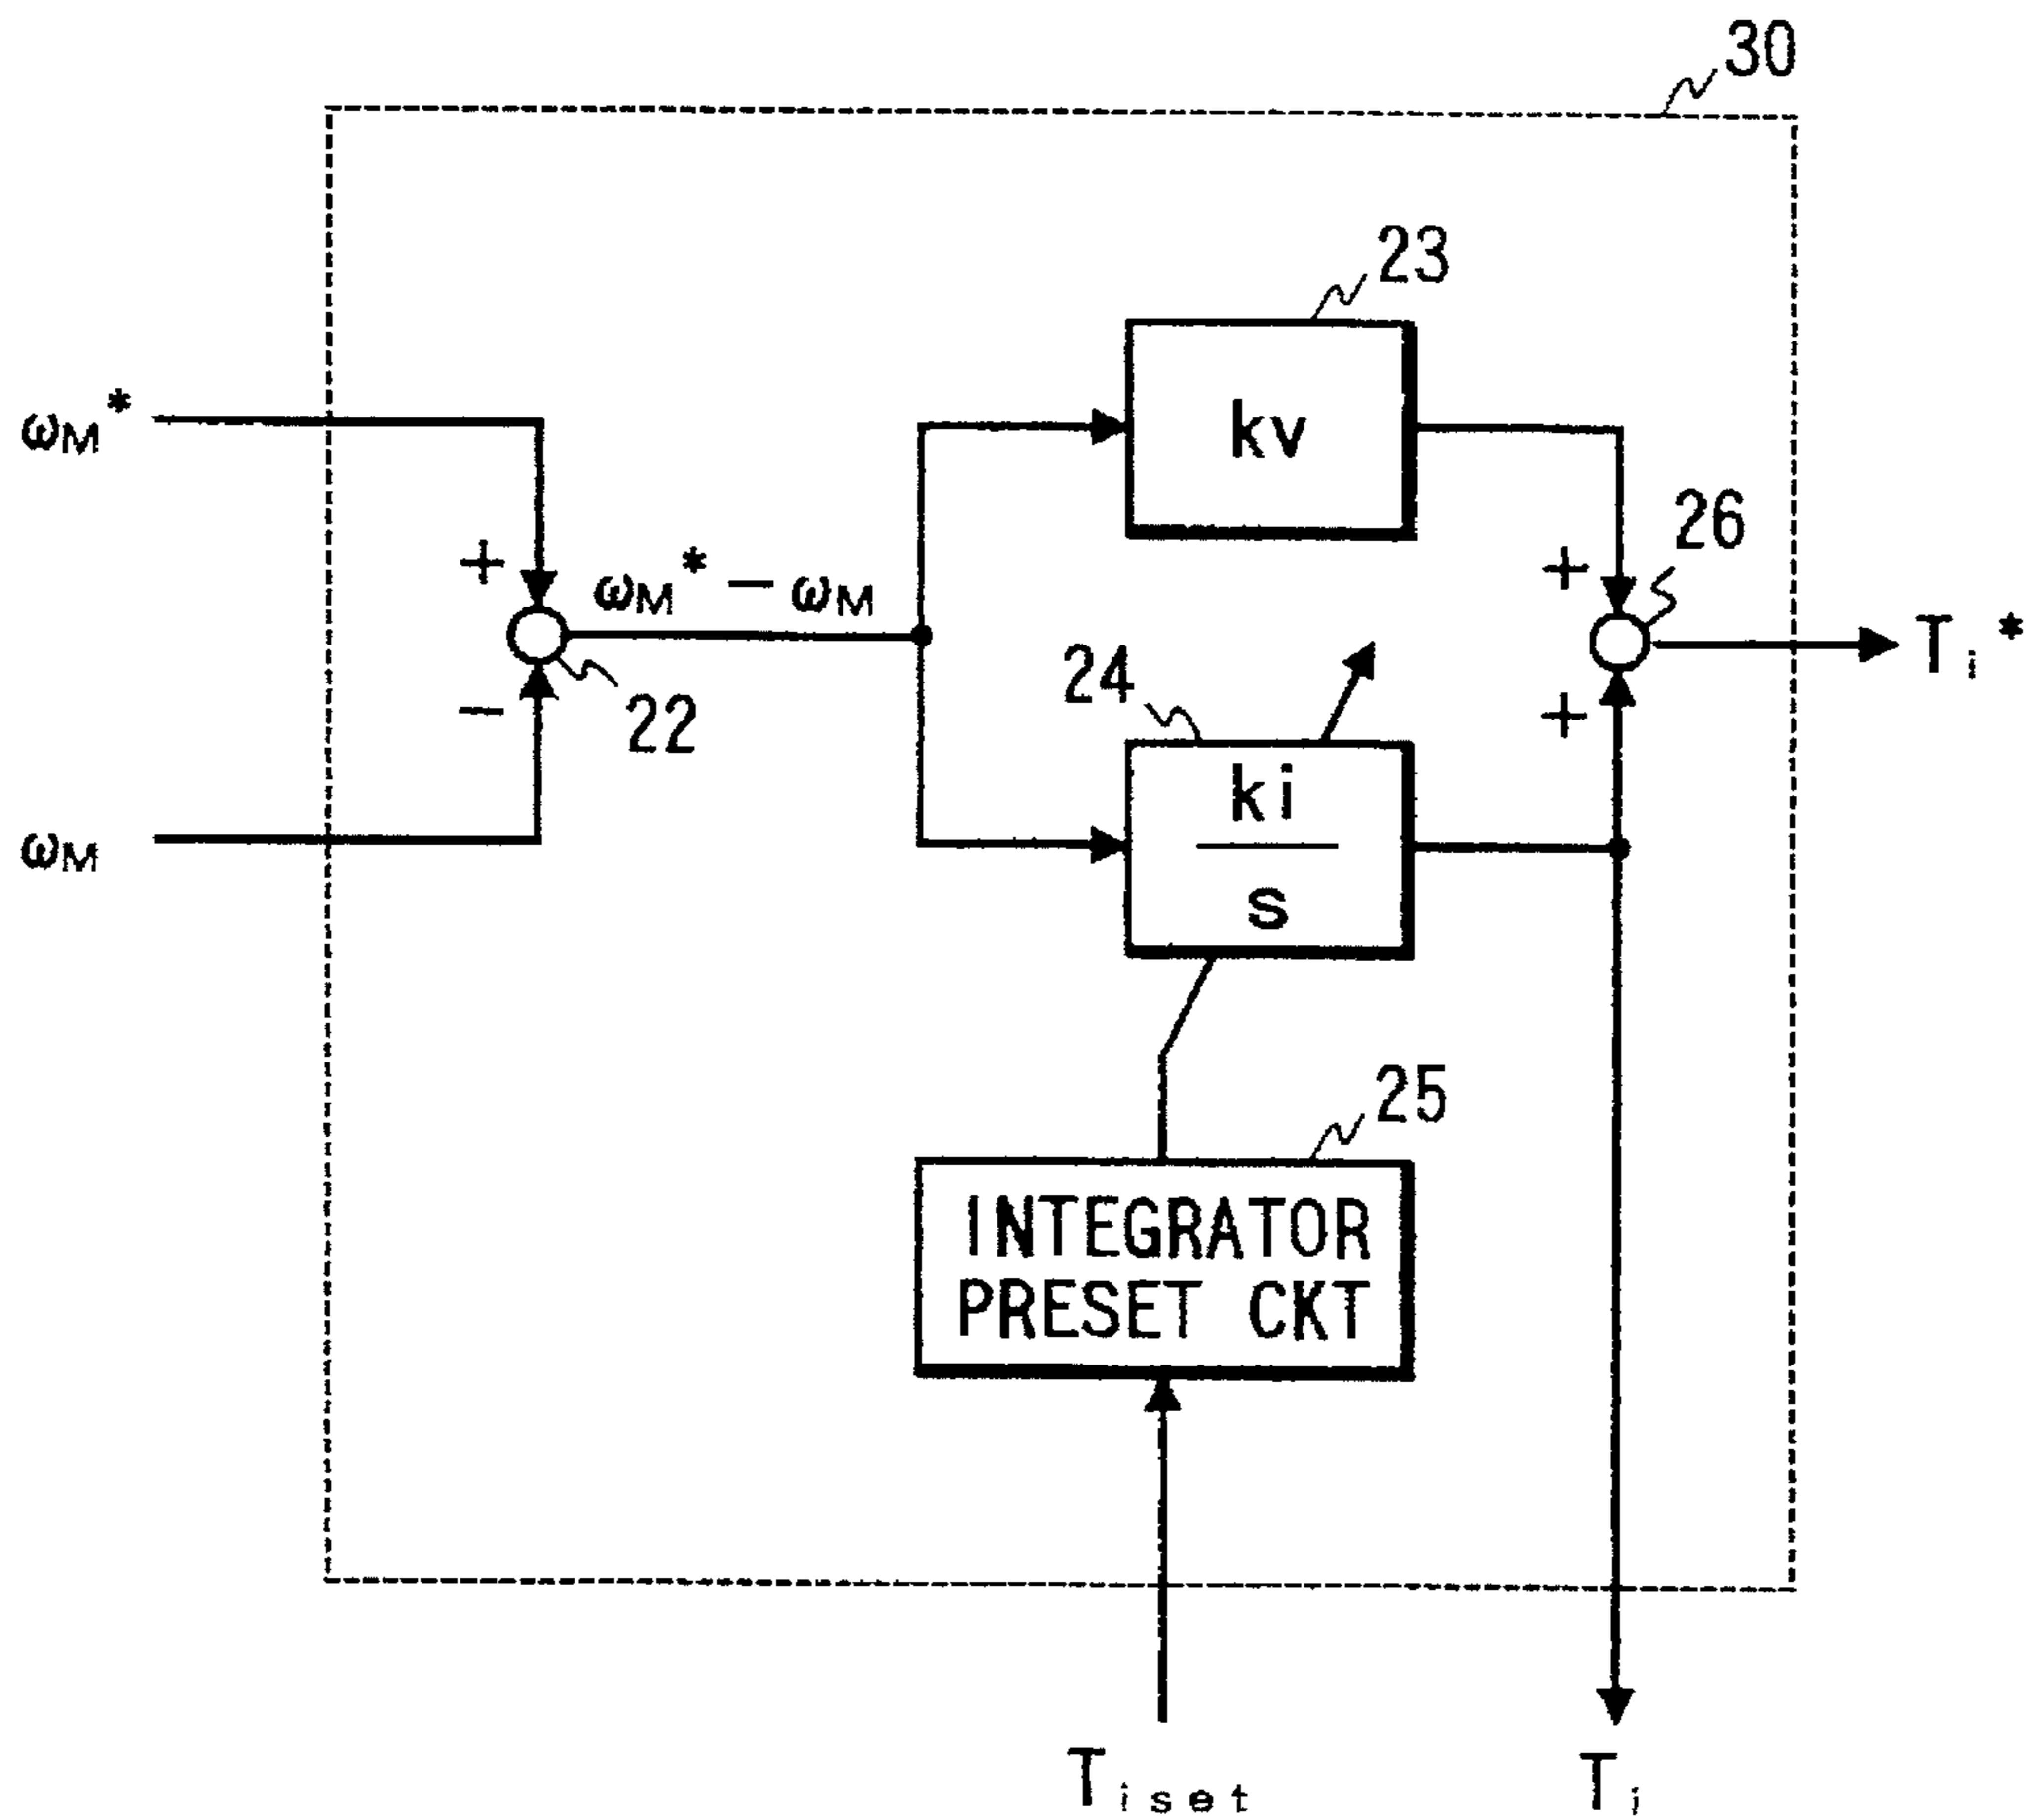 30
23
kv
ωM*
26
+
+
ωM* − ωM
Ti*
24
22
−
+
ki
s
ωM
25
INTEGRATOR
PRESET CKT
Tiset
Ti